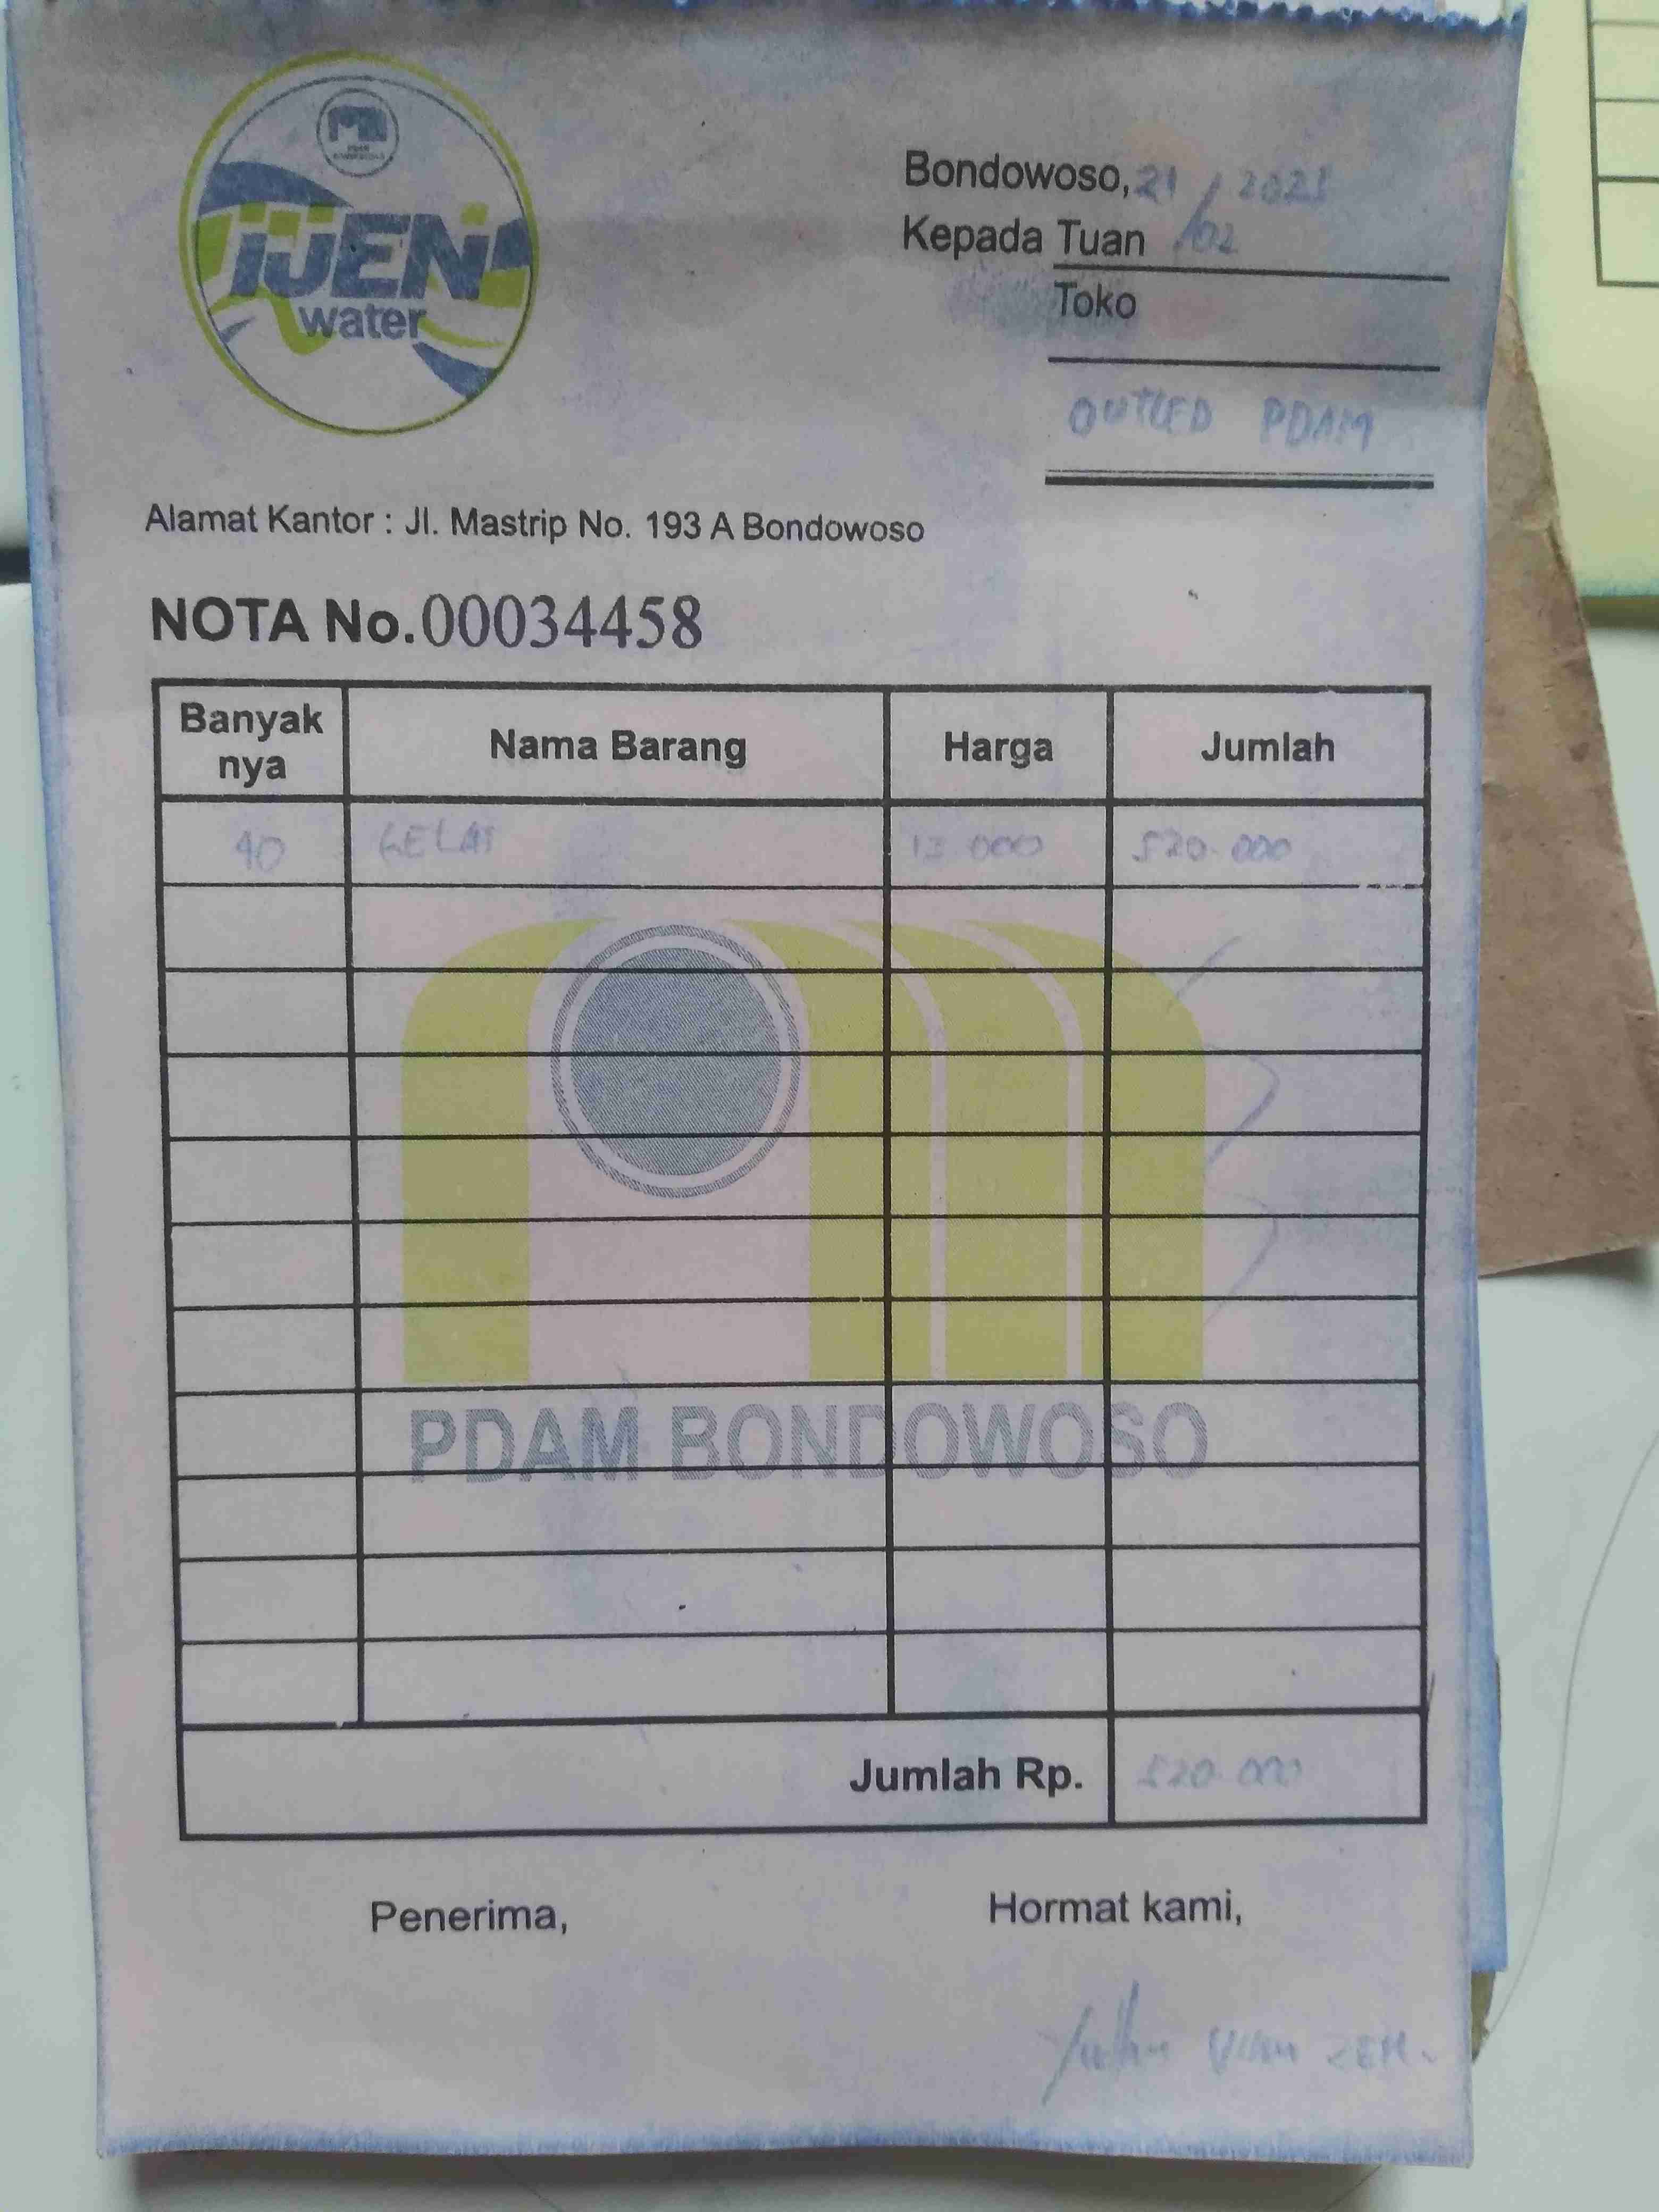 IJEN
water
Bondowoso, 21 / 02 / 2021
Kepada Tuan
Toko
OUTLED PDAM
Alamat Kantor : Jl. Mastrip No. 193 A Bondowoso
NOTA No. 00034458
Banyak nya Nama Barang Harga Jumlah
40 GELAS 13 000 520.000
PDAM BONDOWOSO
Jumlah Rp. 520.000
Penerima, Hormat kami,